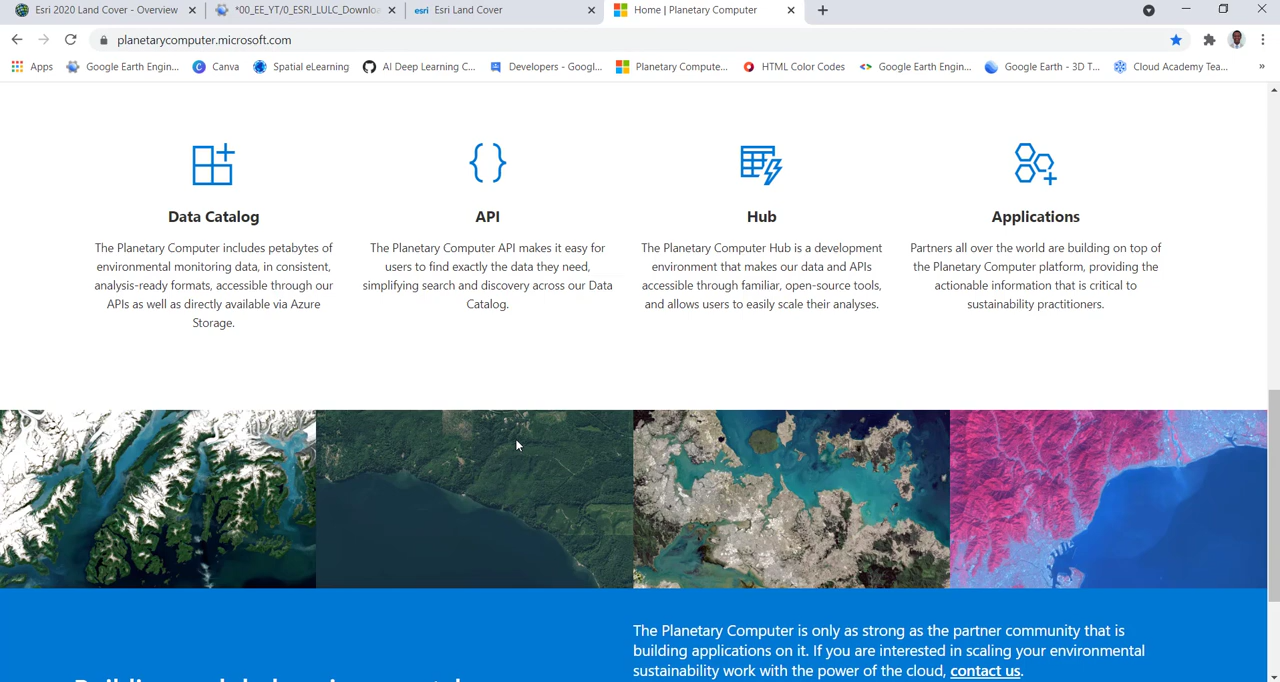 Esri 2020 Land Cover - Overview
*00_EE_YT/0_ESRI_LULC_Downloa
esri Esri Land Cover
Home | Planetary Computer
planetarycomputer.microsoft.com
Apps
Google Earth Engin...
Canva
Spatial eLearning
AI Deep Learning C...
Developers - Googl...
Planetary Compute...
HTML Color Codes
Google Earth Engin...
Google Earth - 3D T...
Cloud Academy Tea...
»
Data Catalog
The Planetary Computer includes petabytes of
environmental monitoring data, in consistent,
analysis-ready formats, accessible through our
APIs as well as directly available via Azure
Storage.
API
The Planetary Computer API makes it easy for
users to find exactly the data they need,
simplifying search and discovery across our Data
Catalog.
Hub
The Planetary Computer Hub is a development
environment that makes our data and APIs
accessible through familiar, open-source tools,
and allows users to easily scale their analyses.
Applications
Partners all over the world are building on top of
the Planetary Computer platform, providing the
actionable information that is critical to
sustainability practitioners.
The Planetary Computer is only as strong as the partner community that is
building applications on it. If you are interested in scaling your environmental
sustainability work with the power of the cloud, contact us.